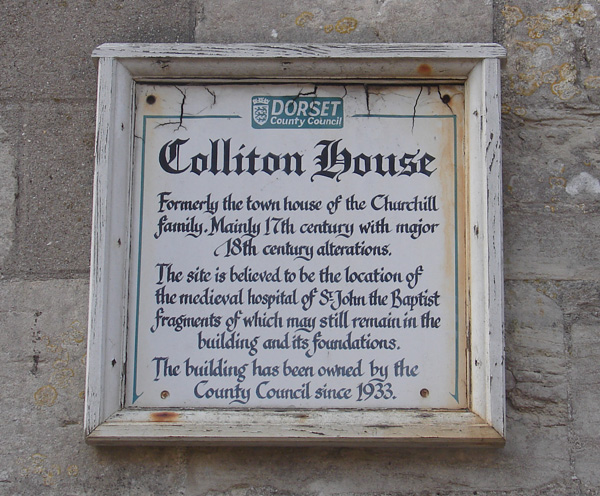 DORSET
County Council
Colliton House
Formerly the town house of the Churchill
family. Mainly 17th century with major
18th century alterations.
The site is believed to be the location of
the medieval hospital of St. John the Baptist
fragments of which may still remain in the
building and its foundations.
The building has been owned by the
County Council since 1933.